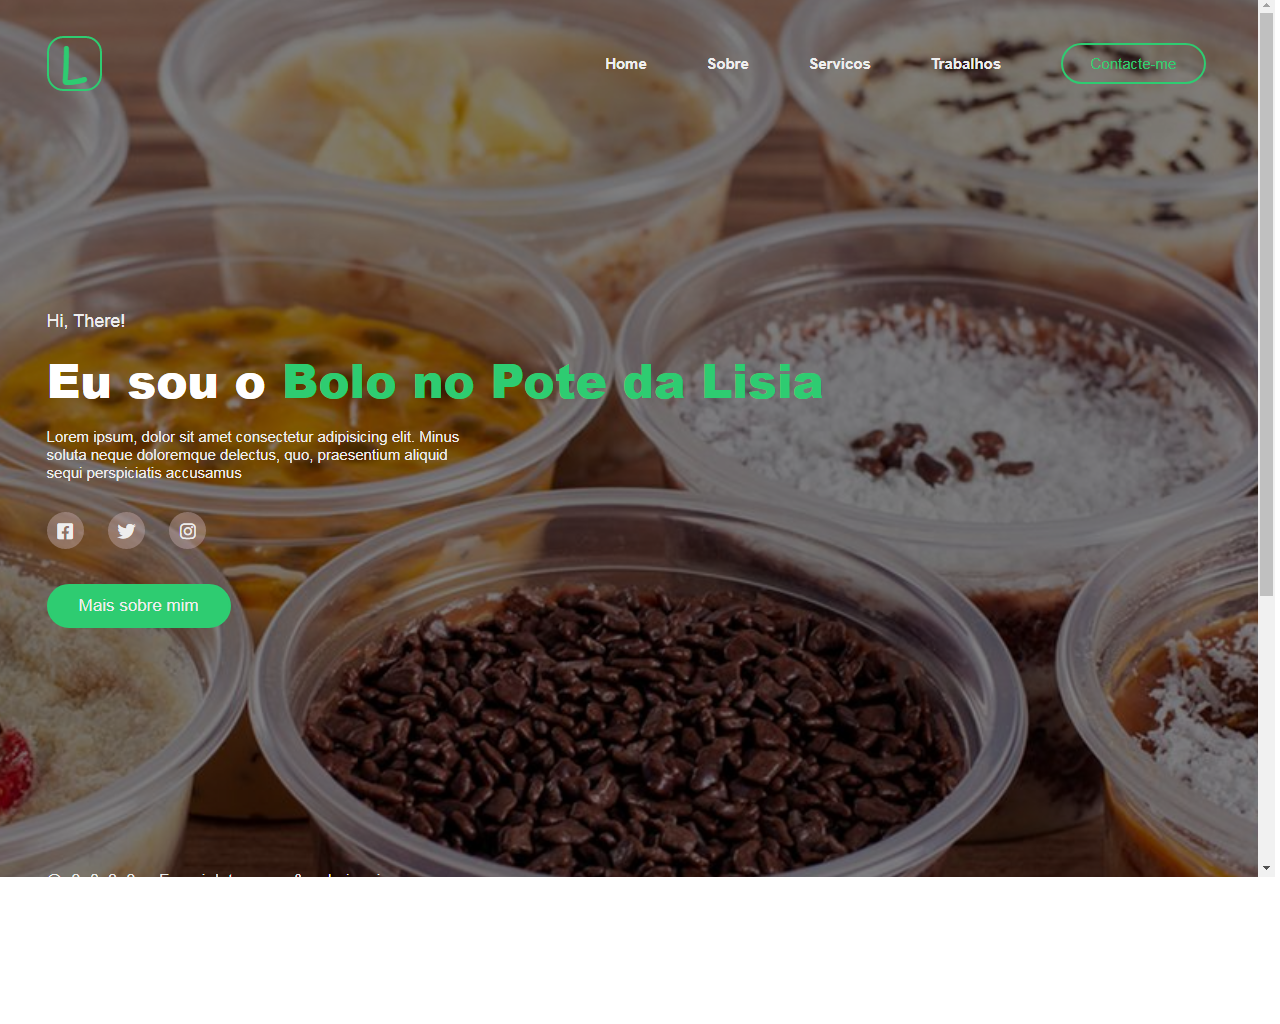 L
Home Sobre Servicos Trabalhos Contacte-me
Hi, There!
Eu sou o Bolo no Pote da Lisia
Lorem ipsum, dolor sit amet consectetur adipisicing elit. Minus
soluta neque doloremque delectus, quo, praesentium aliquid
sequi perspiciatis accusamus
Mais sobre mim